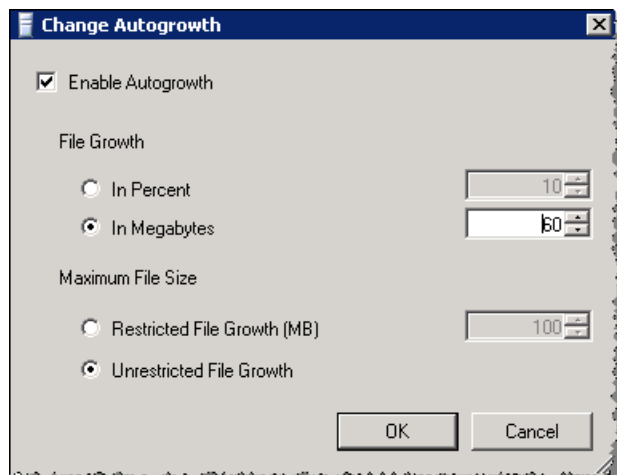 Change Autogrowth
Enable Autogrowth
File Growth
In Percent 10
In Megabytes 60
Maximum File Size
Restricted File Growth (MB) 100
Unrestricted File Growth
OK Cancel